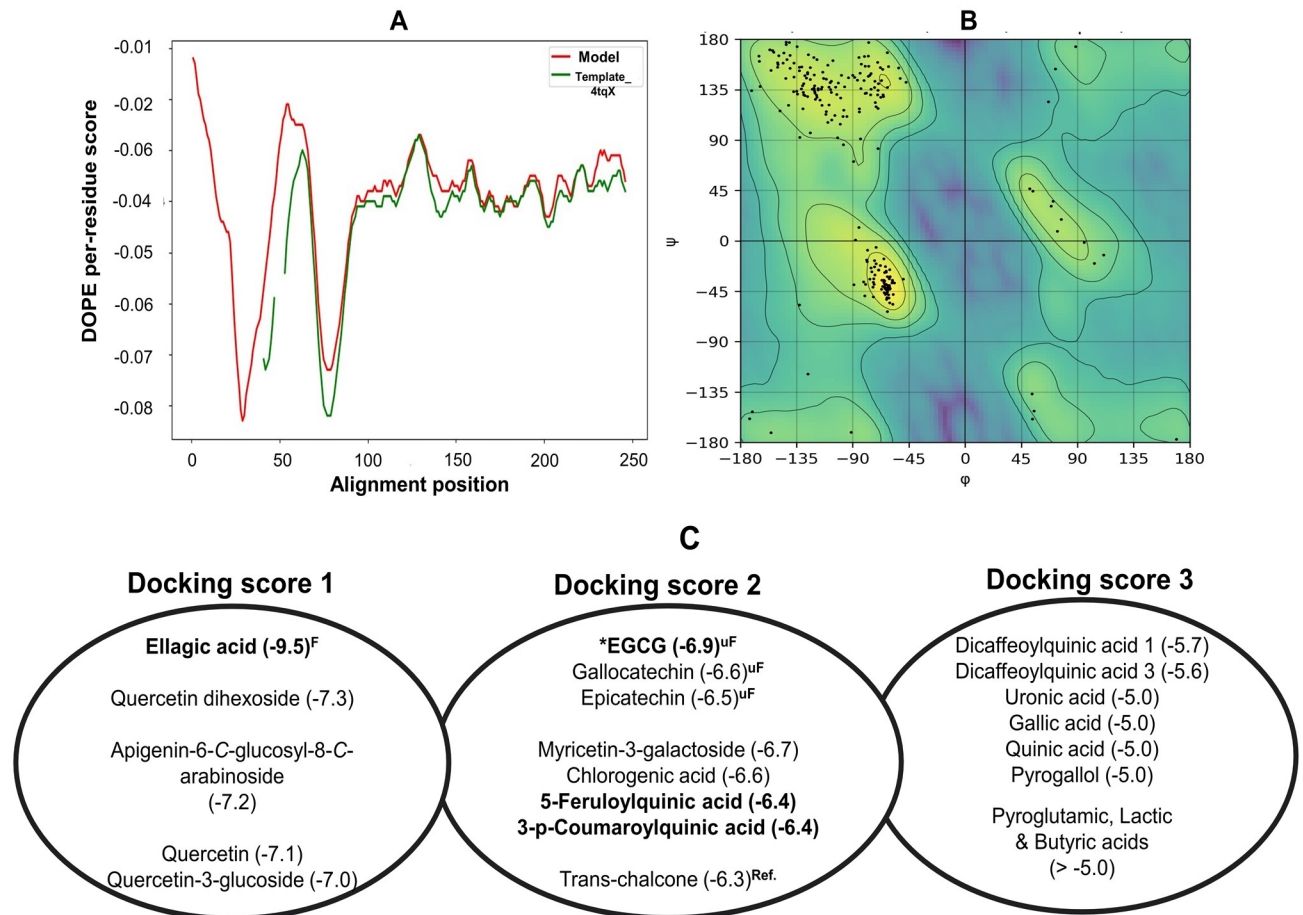 A
DOPE per-residue score
-0.01
-0.02
-0.06
-0.04
-0.05
-0.06
-0.07
-0.08
Model
Template_
4tqX
0
50
100
150
200
250
Alignment position
B
ψ
180
135
90
45
0
−45
−90
−135
−180
−180
−135
−90
−45
0
45
90
135
180
φ
C
Docking score 1
Ellagic acid (-9.5)F
Quercetin dihexoside (-7.3)
Apigenin-6-C-glucosyl-8-C-
arabinoside
(-7.2)
Quercetin (-7.1)
Quercetin-3-glucoside (-7.0)
Docking score 2
*EGCG (-6.9)uF
Gallocatechin (-6.6)uF
Epicatechin (-6.5)uF
Myricetin-3-galactoside (-6.7)
Chlorogenic acid (-6.6)
5-Feruloylquinic acid (-6.4)
3-p-Coumaroylquinic acid (-6.4)
Trans-chalcone (-6.3)Ref.
Docking score 3
Dicaffeoylquinic acid 1 (-5.7)
Dicaffeoylquinic acid 3 (-5.6)
Uronic acid (-5.0)
Gallic acid (-5.0)
Quinic acid (-5.0)
Pyrogallol (-5.0)
Pyroglutamic, Lactic
& Butyric acids
(> -5.0)